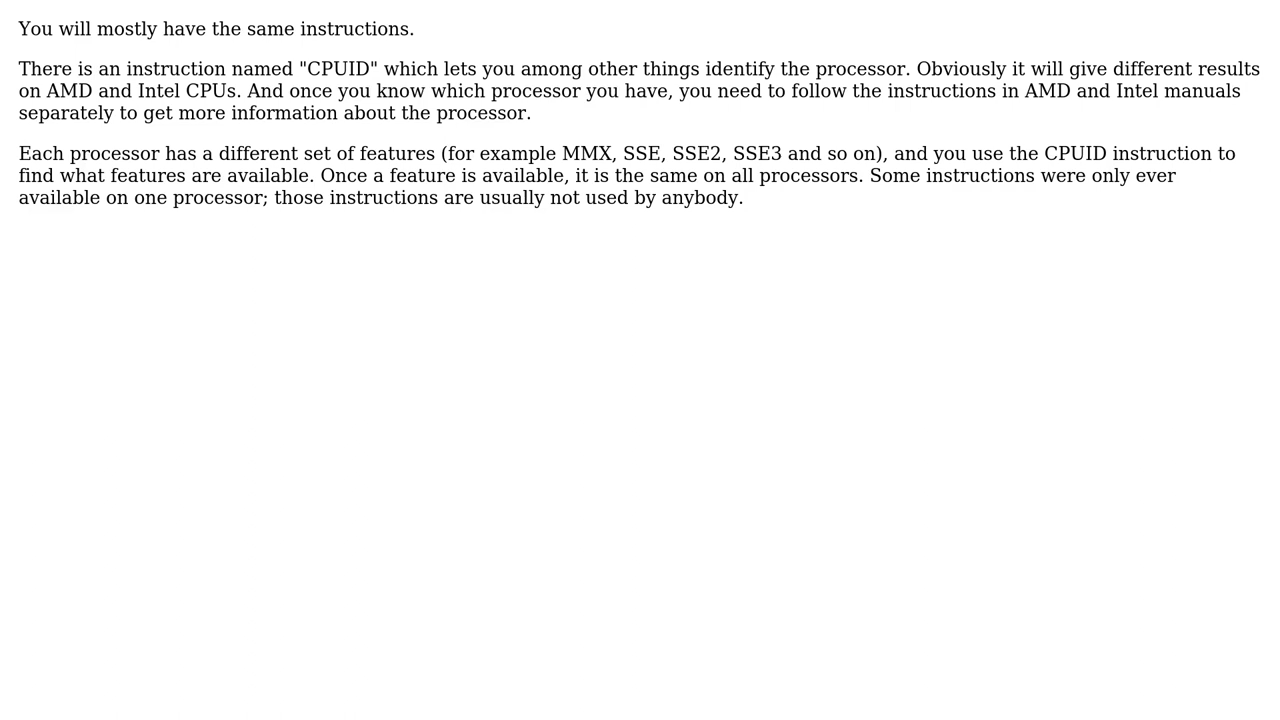 You will mostly have the same instructions.
There is an instruction named "CPUID" which lets you among other things identify the processor. Obviously it will give different results
on AMD and Intel CPUs. And once you know which processor you have, you need to follow the instructions in AMD and Intel manuals
separately to get more information about the processor.
Each processor has a different set of features (for example MMX, SSE, SSE2, SSE3 and so on), and you use the CPUID instruction to
find what features are available. Once a feature is available, it is the same on all processors. Some instructions were only ever
available on one processor; those instructions are usually not used by anybody.